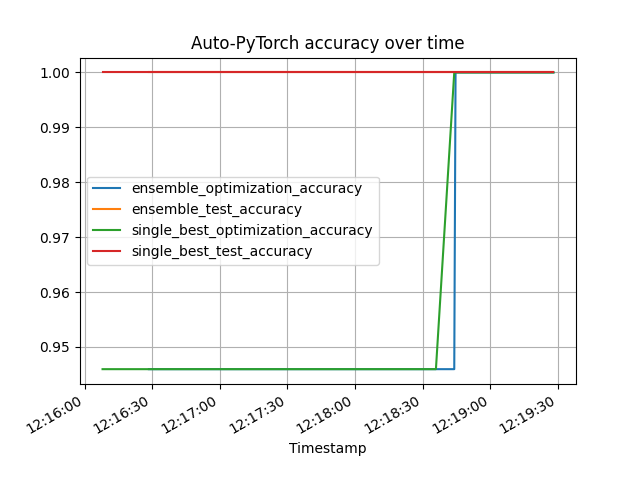 Auto-PyTorch accuracy over time
1.00
0.99
0.98
0.97
0.96
0.95
ensemble_optimization_accuracy
ensemble_test_accuracy
single_best_optimization_accuracy
single_best_test_accuracy
12:16:00
12:16:30
12:17:00
12:17:30
12:18:00
12:18:30
12:19:00
12:19:30
Timestamp